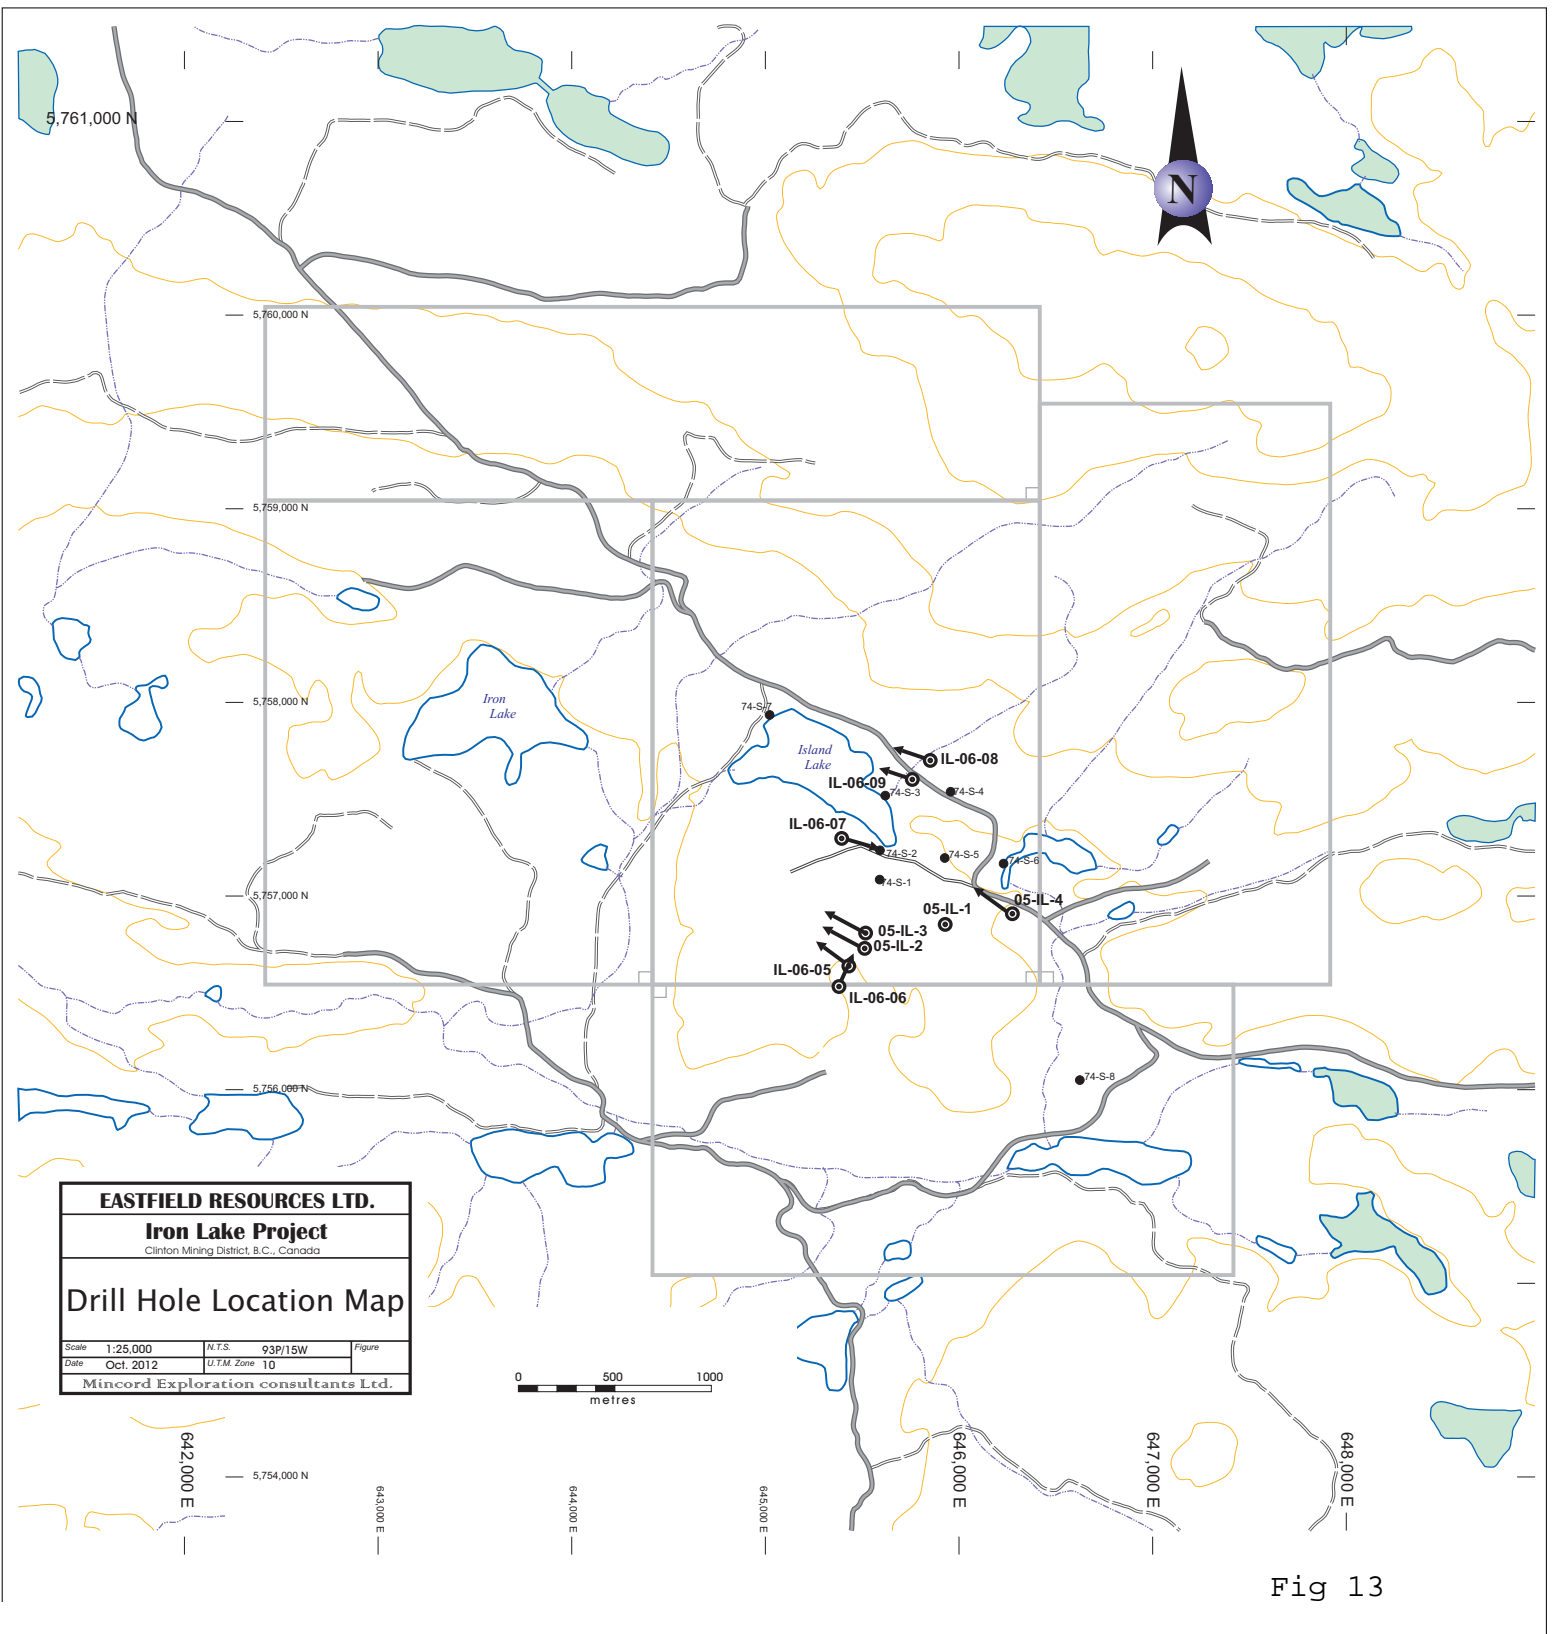 5,761,000 N
N
5,760,000 N
5,759,000 N
Iron
Lake
5,758,000 N
74-S-7
Island
Lake
IL-06-08
IL-06-09
74-S-3
74-S-4
IL-06-07
74-S-2
74-S-5
74-S-6
74-S-1
5,757,000 N
05-IL-1
05-IL-4
05-IL-3
05-IL-2
IL-06-05
IL-06-06
74-S-8
5,756,000 N
EASTFIELD RESOURCES LTD.
Iron Lake Project
Clinton Mining District, B.C., Canada
Drill Hole Location Map
Scale 1:25,000 N.T.S. 93P/15W Figure
Date Oct. 2012 U.T.M. Zone 10
Mincord Exploration consultants Ltd.
0 500 1000
metres
5,754,000 N
642,000 E
643,000 E
644,000 E
645,000 E
646,000 E
647,000 E
648,000 E
Fig 13